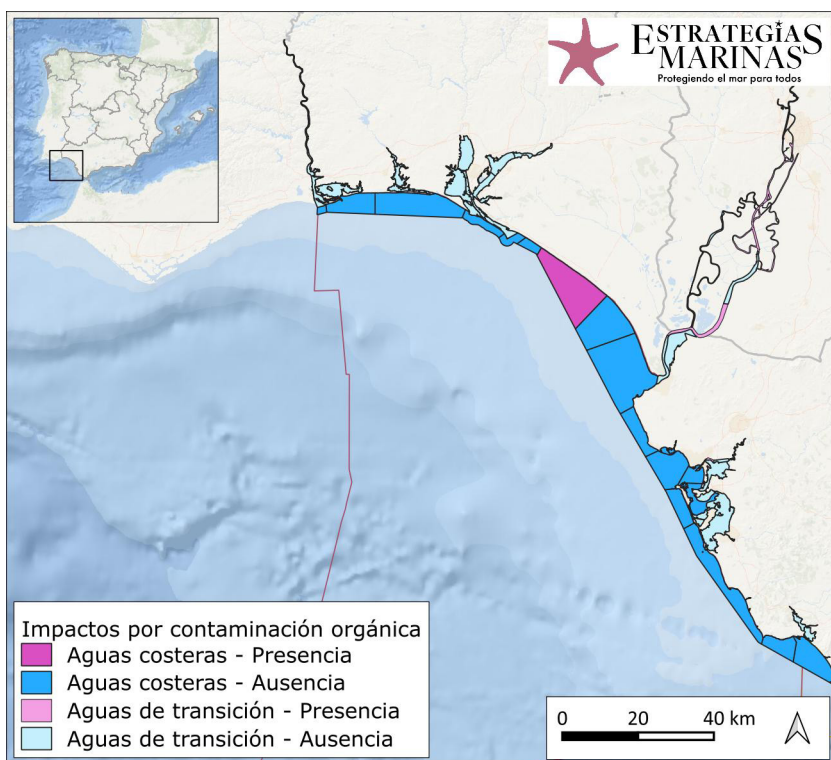 ESTRATEGIAS
MARINAS
Protegiendo el mar para todos
Impactos por contaminación orgánica
Aguas costeras - Presencia
Aguas costeras - Ausencia
Aguas de transición - Presencia
Aguas de transición - Ausencia
0 20 40 km